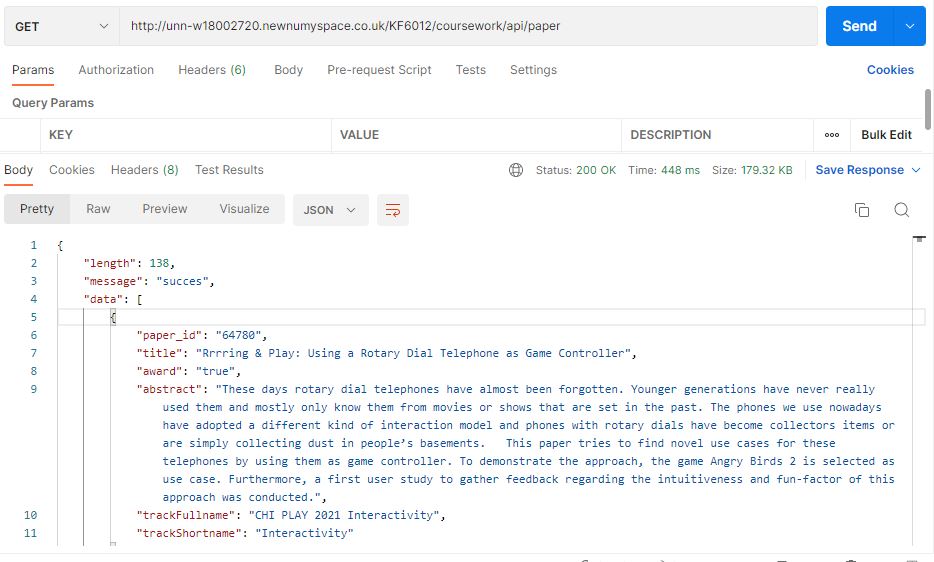 GET http://unn-w18002720.newnumyspace.co.uk/KF6012/coursework/api/paper Send
Params Authorization Headers (6) Body Pre-request Script Tests Settings Cookies
Query Params
KEY VALUE DESCRIPTION ooo Bulk Edit
Body Cookies Headers (8) Test Results Status: 200 OK Time: 448 ms Size: 179.32 KB Save Response
Pretty Raw Preview Visualize JSON
1 {
2 "length": 138,
3 "message": "succes",
4 "data": [
5 {
6 "paper_id": "64780",
7 "title": "Rrrring & Play: Using a Rotary Dial Telephone as Game Controller",
8 "award": "true",
9 "abstract": "These days rotary dial telephones have almost been forgotten. Younger generations have never really
used them and mostly only know them from movies or shows that are set in the past. The phones we use nowadays
have adopted a different kind of interaction model and phones with rotary dials have become collectors items or
are simply collecting dust in people’s basements.   This paper tries to find novel use cases for these
telephones by using them as game controller. To demonstrate the approach, the game Angry Birds 2 is selected as
use case. Furthermore, a first user study to gather feedback regarding the intuitiveness and fun-factor of this
approach was conducted.",
10 "trackFullname": "CHI PLAY 2021 Interactivity",
11 "trackShortname": "Interactivity"